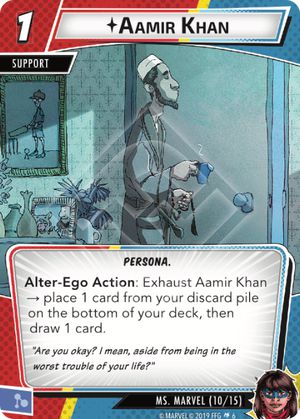 1
AAMIR KHAN
SUPPORT
PERSONA.
Alter-Ego Action: Exhaust Aamir Khan
→ place 1 card from your discard pile
on the bottom of your deck, then
draw 1 card.
"Are you okay? I mean, aside from being in the
worst trouble of your life?"
MS. MARVEL (10/15)
© MARVEL © 2019 FFG 6